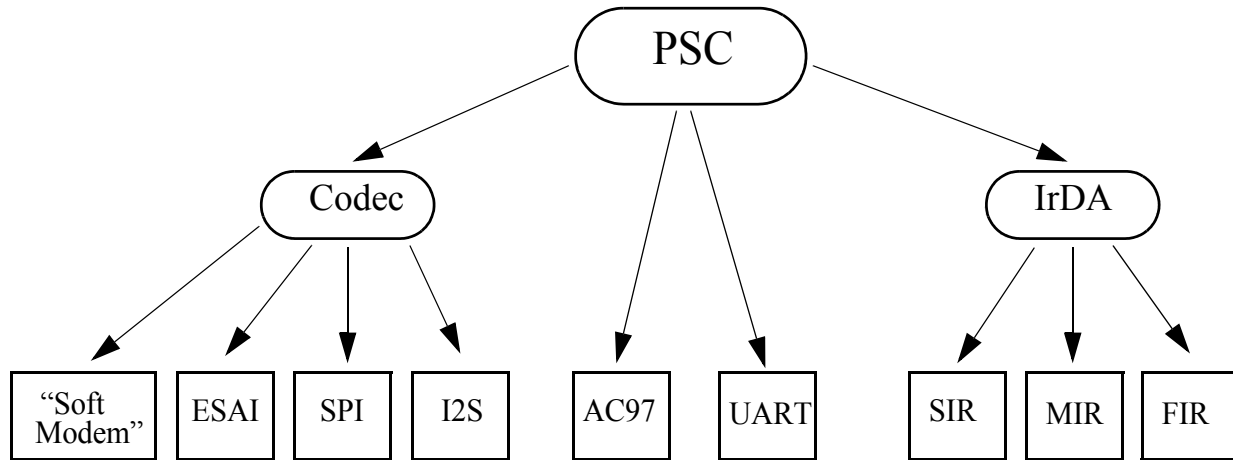 PSC
Codec
IrDA
“Soft
Modem”
ESAI
SPI
I2S
AC97
UART
SIR
MIR
FIR